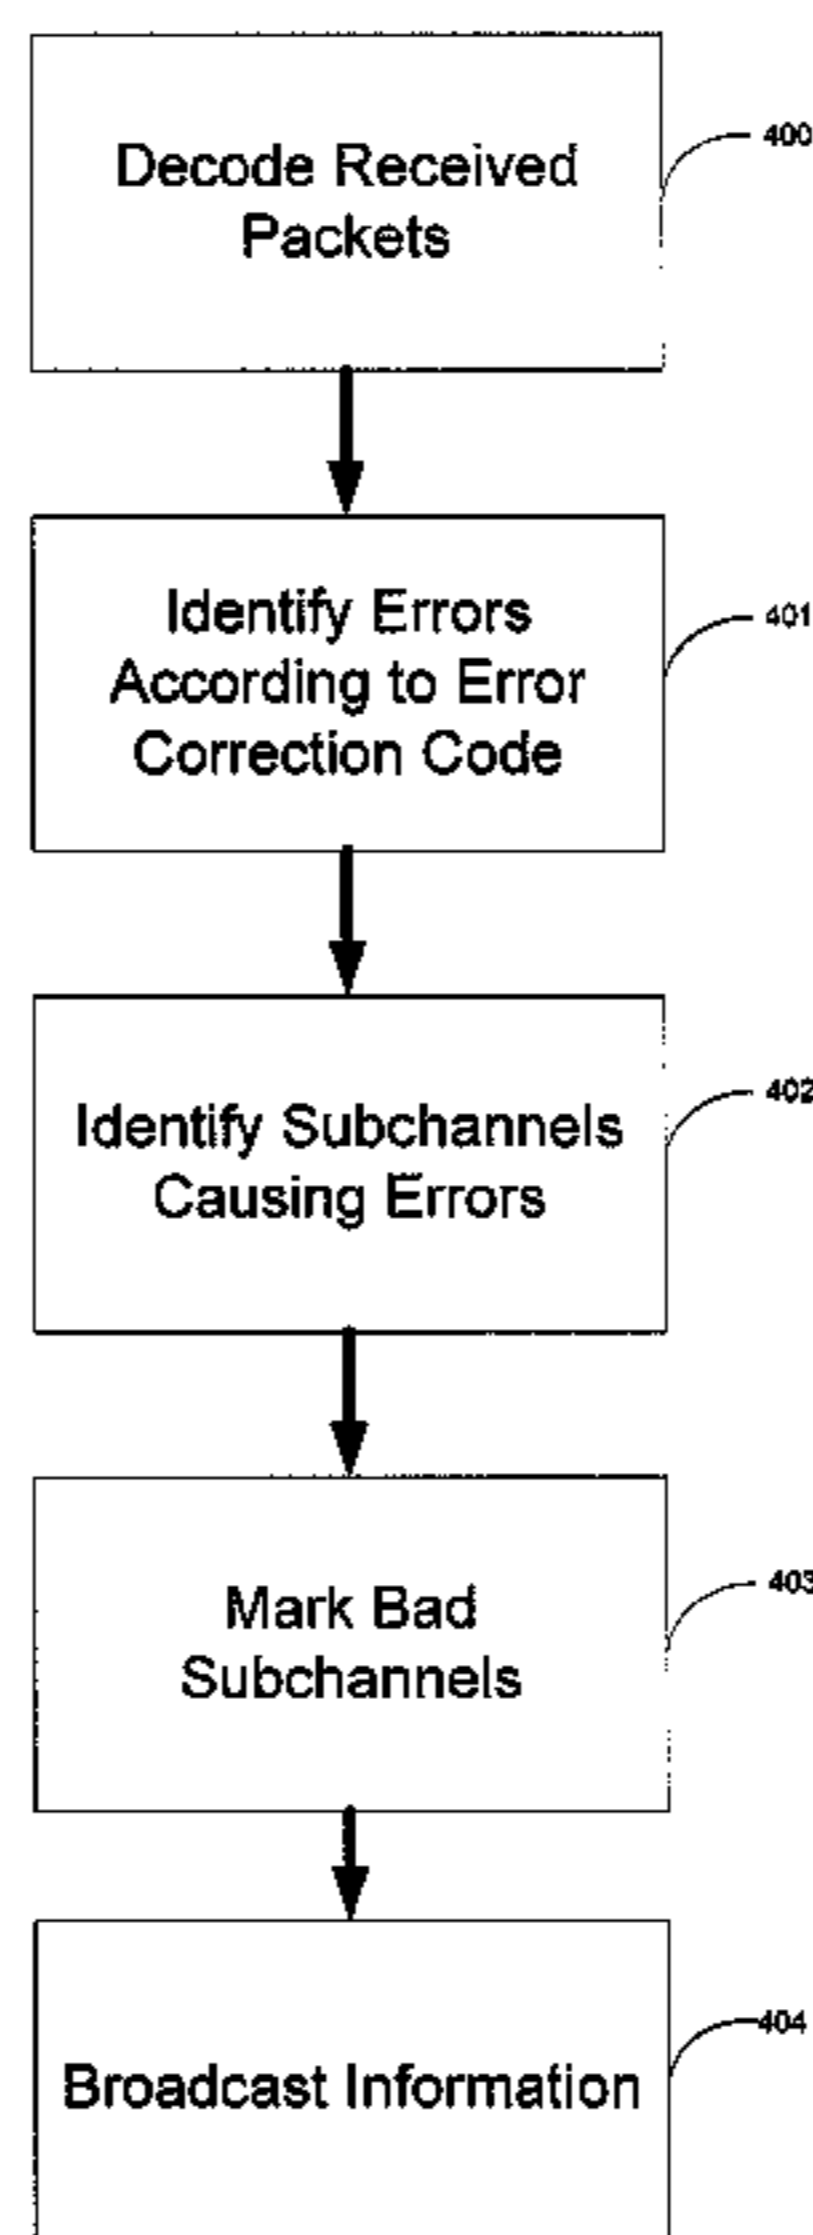 Decode Received
Packets
400
Identify Errors
According to Error
Correction Code
401
Identify Subchannels
Causing Errors
402
Mark Bad
Subchannels
403
Broadcast Information
404